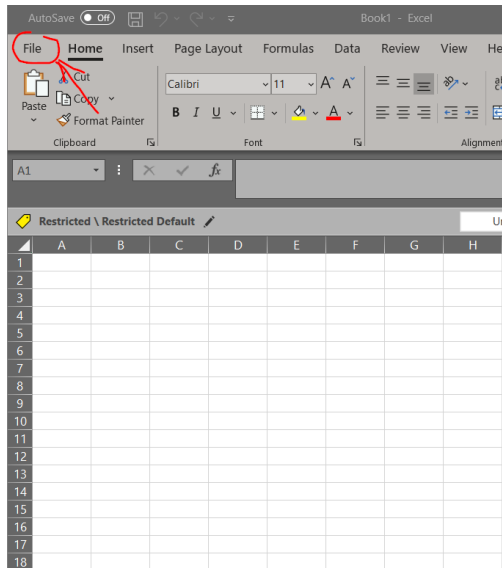 AutoSave Off Book1 - Excel
File Home Insert Page Layout Formulas Data Review View He
Cut
Calibri 11 A A
Paste
Copy
B I U A
Format Painter
Clipboard Font Alignment
A1 fx
Restricted \ Restricted Default
A B C D E F G H
1
2
3
4
5
6
7
8
9
10
11
12
13
14
15
16
17
18